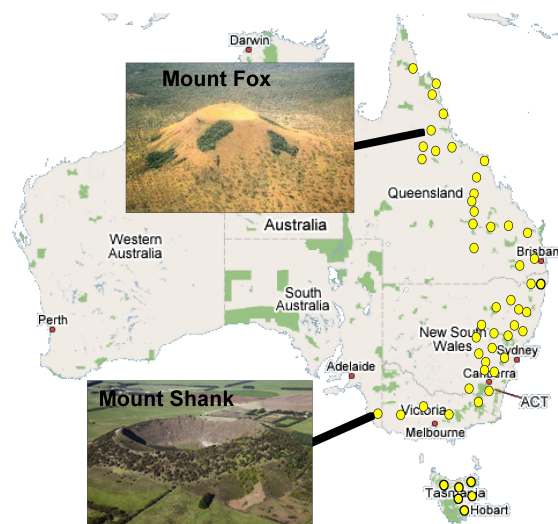 Darwin
Mount Fox
Queensland
Australia
Western
Australia
Brisban
South
Australia
Perth
New South
Wales
Sydney
Adelaide
Canberra
Mount Shank
ACT
Victoria
Melbourne
Tasmania
Hobart